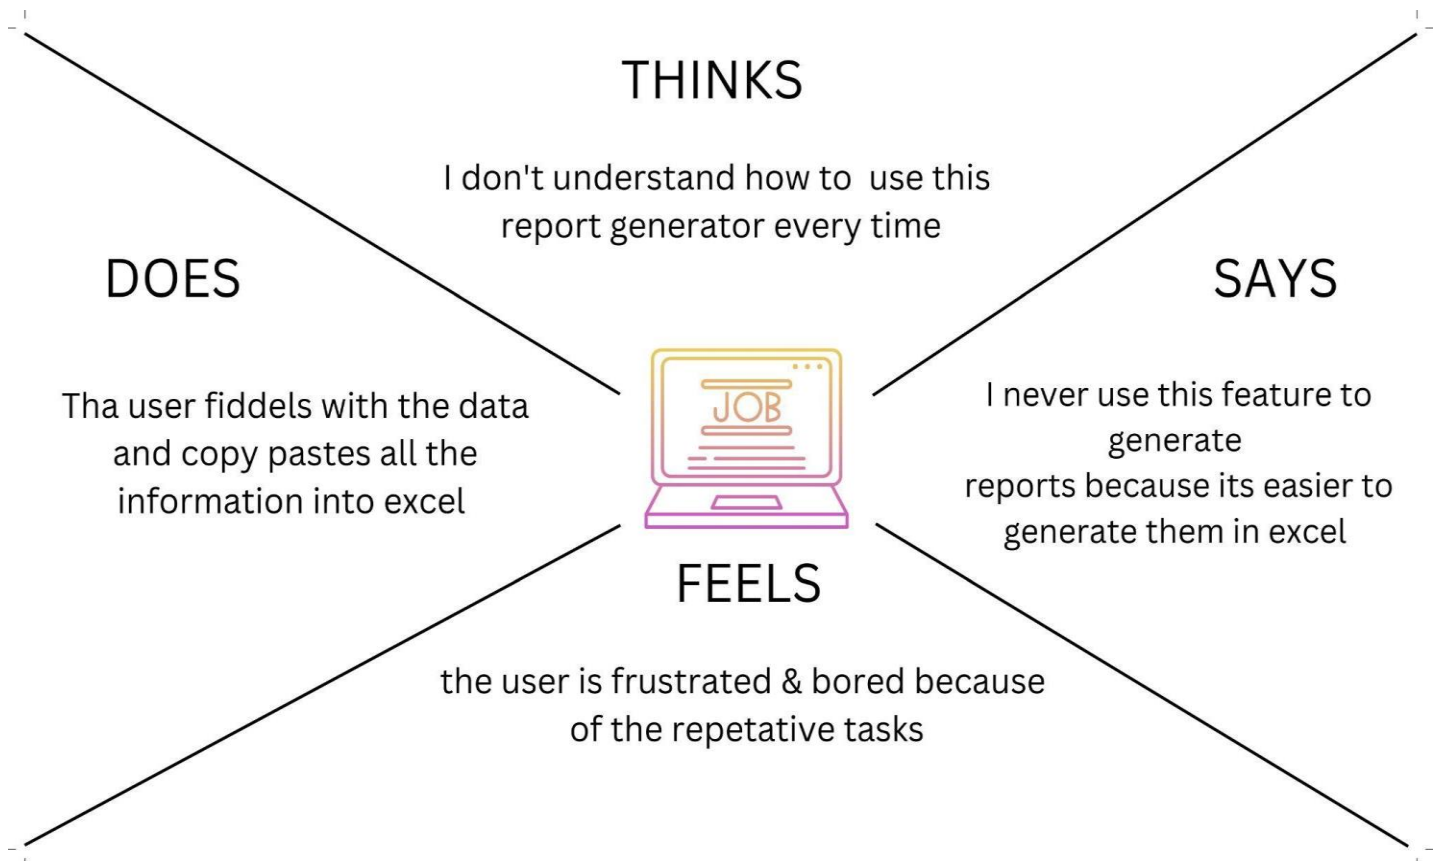 THINKS
I don't understand how to  use this
report generator every time
DOES
Tha user fiddels with the data
and copy pastes all the
information into excel
SAYS
I never use this feature to
generate
reports because its easier to
generate them in excel
JOB
FEELS
the user is frustrated & bored because
of the repetative tasks